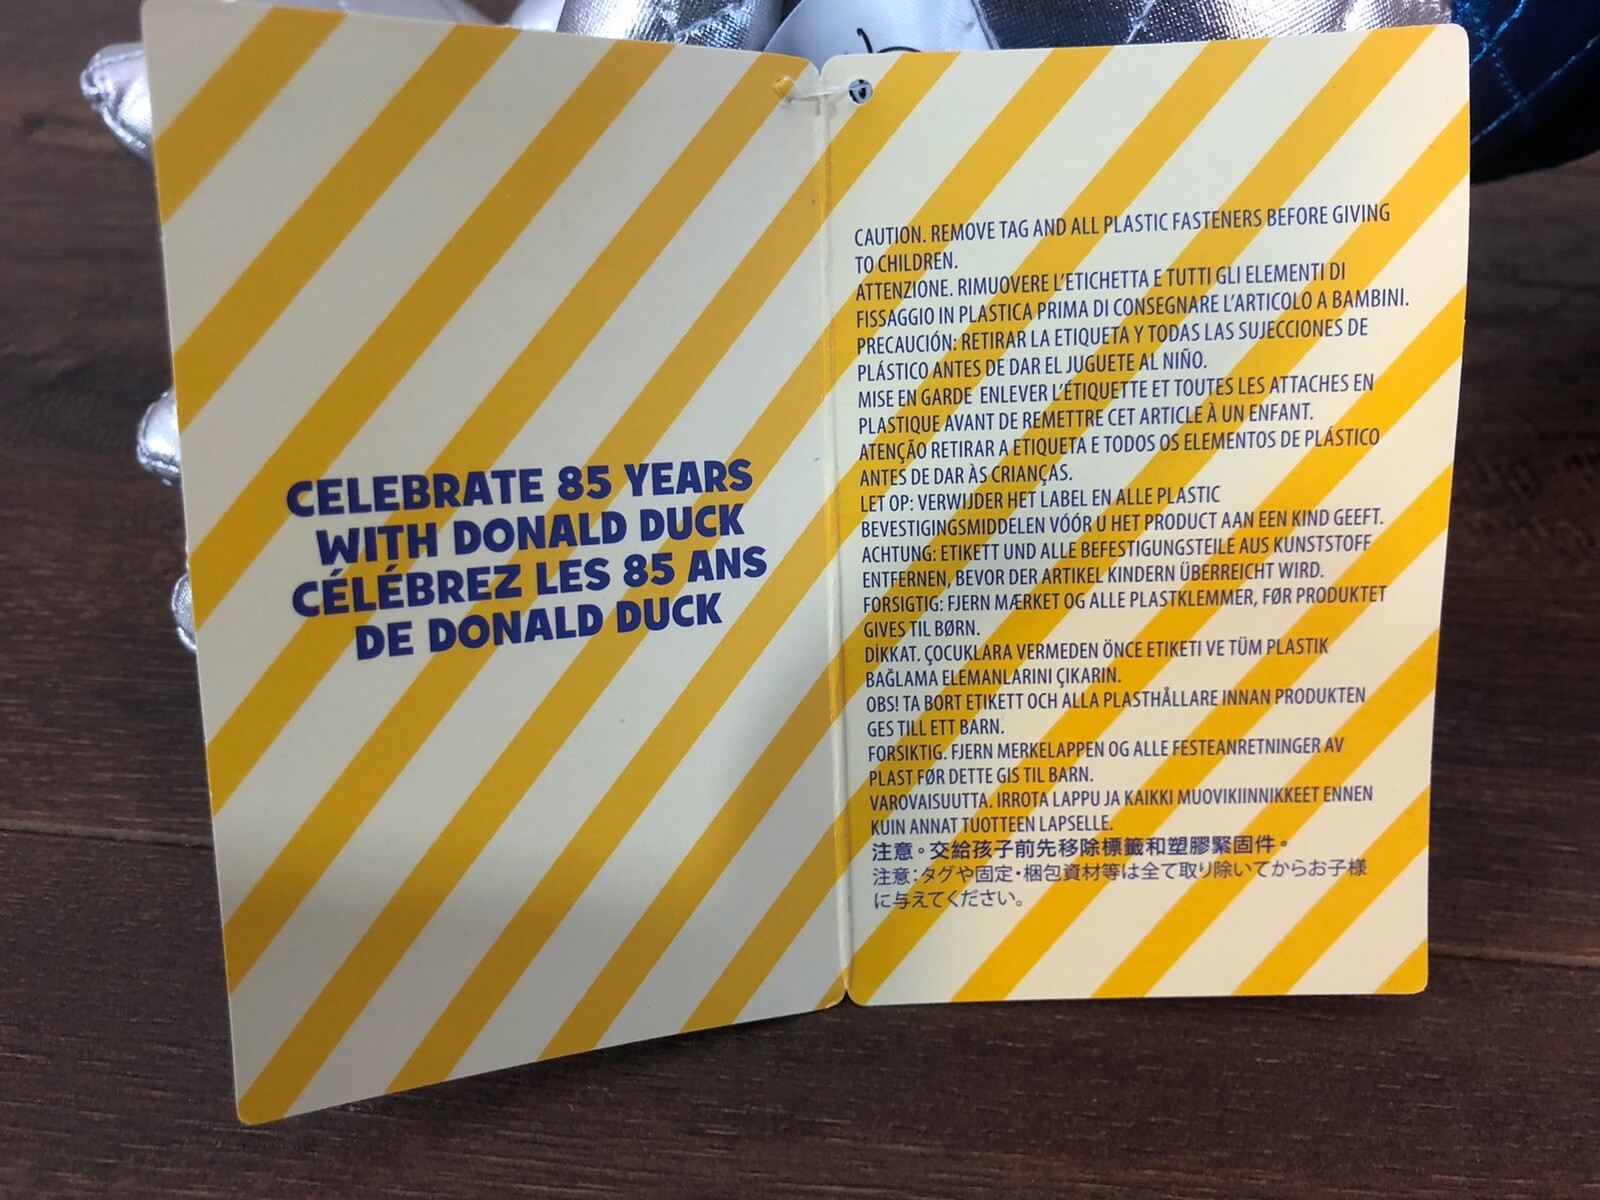 CELEBRATE 85 YEARS
WITH DONALD DUCK
CÉLÉBREZ LES 85 ANS
DE DONALD DUCK
CAUTION. REMOVE TAG AND ALL PLASTIC FASTENERS BEFORE GIVING
TO CHILDREN.
ATTENZIONE. RIMUOVERE L'ETICHETTA E TUTTI GLI ELEMENTI DI
FISSAGGIO IN PLASTICA PRIMA DI CONSEGNARE L'ARTICOLO A BAMBINI.
PRECAUCIÓN: RETIRAR LA ETIQUETA Y TODAS LAS SUJECCIONES DE
PLÁSTICO ANTES DE DAR EL JUGUETE AL NIÑO.
MISE EN GARDE ENLEVER L'ÉTIQUETTE ET TOUTES LES ATTACHES EN
PLASTIQUE AVANT DE REMETTRE CET ARTICLE À UN ENFANT.
ATENÇÃO RETIRAR A ETIQUETA E TODOS OS ELEMENTOS DE PLÁSTICO
ANTES DE DAR ÀS CRIANÇAS.
LET OP: VERWIJDER HET LABEL EN ALLE PLASTIC
BEVESTIGINGSMIDDELEN VÓÓR U HET PRODUCT AAN EEN KIND GEEFT.
ACHTUNG: ETIKETT UND ALLE BEFESTIGUNGSTEILE AUS KUNSTSTOFF
ENTFERNEN, BEVOR DER ARTIKEL KINDERN ÜBERREICHT WIRD.
FORSIGTIG: FJERN MÆRKET OG ALLE PLASTKLEMMER, FØR PRODUKTET
GIVES TIL BØRN.
DİKKAT. ÇOCUKLARA VERMEDEN ÖNCE ETIKETI VE TÜM PLASTIK
BAĞLAMA ELEMANLARINI ÇIKARIN.
OBS! TA BORT ETIKETT OCH ALLA PLASTHÅLLARE INNAN PRODUKTEN
GES TILL ETT BARN.
FORSIKTIG. FJERN MERKELAPPEN OG ALLE FESTEANRETNINGER AV
PLAST FØR DETTE GIS TIL BARN.
VAROVAISUUTTA. IRROTA LAPPU JA KAIKKI MUOVIKIINNIKKEET ENNEN
KUIN ANNAT TUOTTEEN LAPSELLE.
注意。交給孩子前先移除標籤和塑膠緊固件。
注意：タグや固定・梱包資材等は全て取り除いてからお子様
に与えてください。